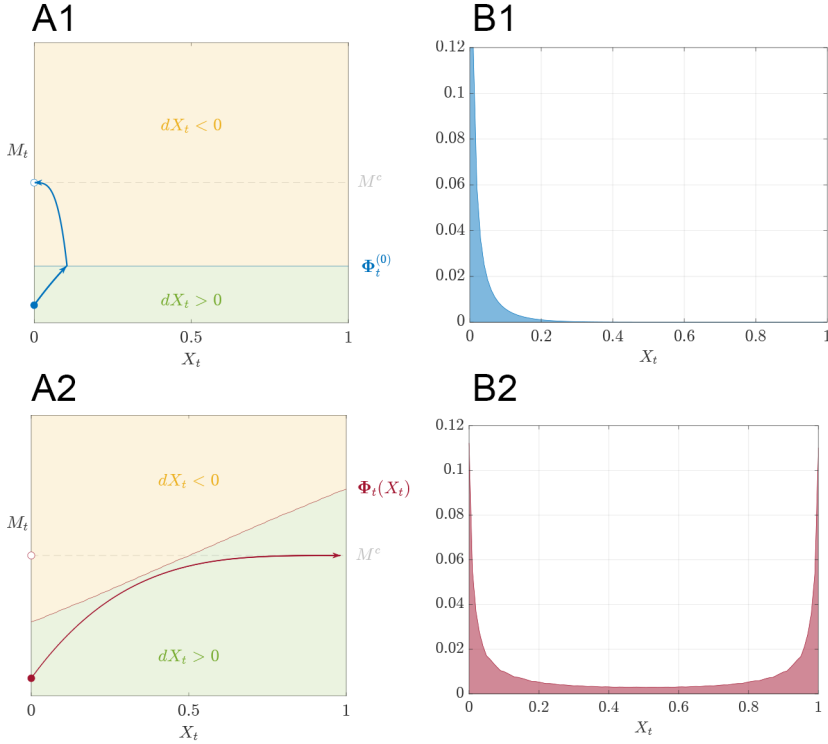 A1
dX_t < 0
M_t
M^c
Φ_t^(0)
dX_t > 0
0
0.5
1
X_t
B1
0.12
0.1
0.08
0.06
0.04
0.02
0
0
0.2
0.4
0.6
0.8
1
X_t
A2
dX_t < 0
Φ_t(X_t)
M_t
M^c
dX_t > 0
0
0.5
1
X_t
B2
0.12
0.1
0.08
0.06
0.04
0.02
0
0
0.2
0.4
0.6
0.8
1
X_t